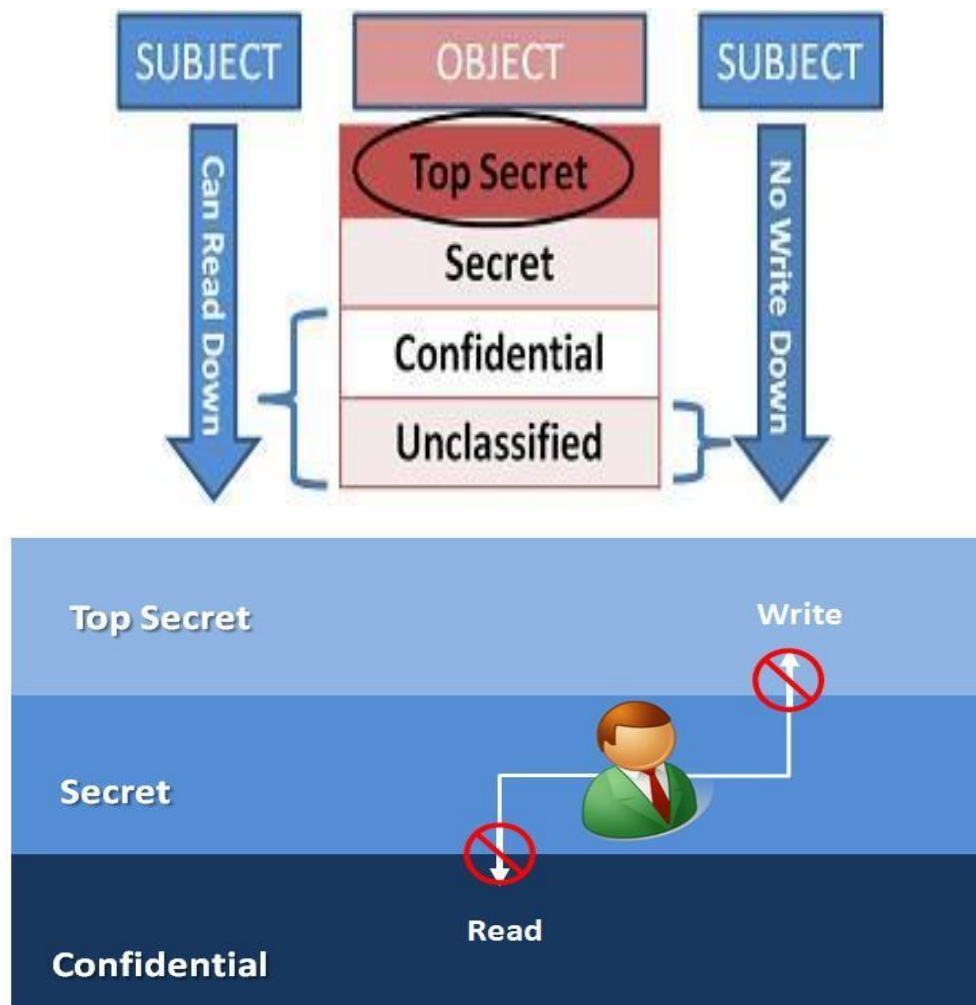 SUBJECT
OBJECT
SUBJECT
Can Read Down
Top Secret
Secret
Confidential
Unclassified
No Write Down
Top Secret
Write
Secret
Read
Confidential